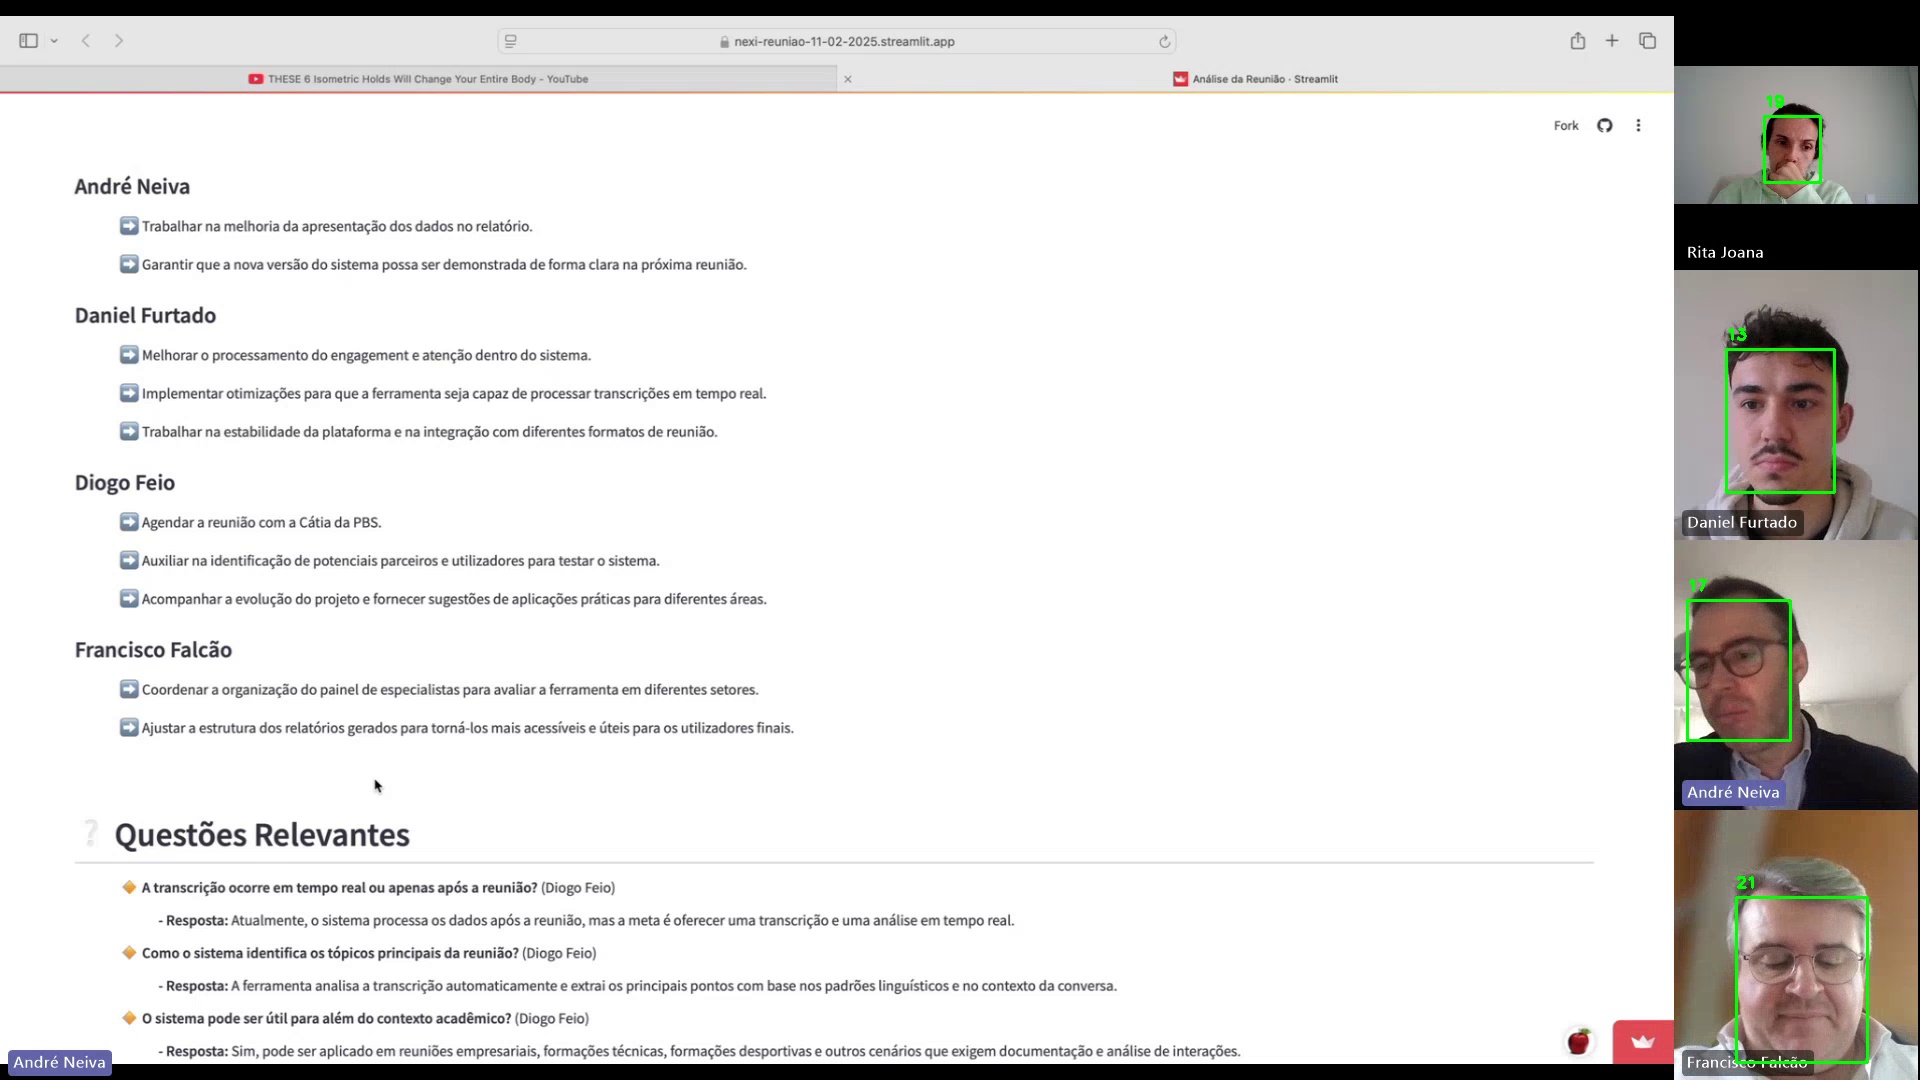 nexi-reuniao-11-02-2025.streamlit.app
THESE 6 Isometric Holds Will Change Your Entire Body - YouTube
Análise da Reunião · Streamlit
Fork
André Neiva
Trabalhar na melhoria da apresentação dos dados no relatório.
Garantir que a nova versão do sistema possa ser demonstrada de forma clara na próxima reunião.
Daniel Furtado
Melhorar o processamento do engagement e atenção dentro do sistema.
Implementar otimizações para que a ferramenta seja capaz de processar transcrições em tempo real.
Trabalhar na estabilidade da plataforma e na integração com diferentes formatos de reunião.
Diogo Feio
Agendar a reunião com a Cátia da PBS.
Auxiliar na identificação de potenciais parceiros e utilizadores para testar o sistema.
Acompanhar a evolução do projeto e fornecer sugestões de aplicações práticas para diferentes áreas.
Francisco Falcão
Coordenar a organização do painel de especialistas para avaliar a ferramenta em diferentes setores.
Ajustar a estrutura dos relatórios gerados para torná-los mais acessíveis e úteis para os utilizadores finais.
❔ Questões Relevantes
A transcrição ocorre em tempo real ou apenas após a reunião? (Diogo Feio)
- Resposta: Atualmente, o sistema processa os dados após a reunião, mas a meta é oferecer uma transcrição e uma análise em tempo real.
Como o sistema identifica os tópicos principais da reunião? (Diogo Feio)
- Resposta: A ferramenta analisa a transcrição automaticamente e extrai os principais pontos com base nos padrões linguísticos e no contexto da conversa.
O sistema pode ser útil para além do contexto acadêmico? (Diogo Feio)
- Resposta: Sim, pode ser aplicado em reuniões empresariais, formações técnicas, formações desportivas e outros cenários que exigem documentação e análise de interações.
André Neiva
19
Rita Joana
13
Daniel Furtado
17
André Neiva
21
Francisco Falcão